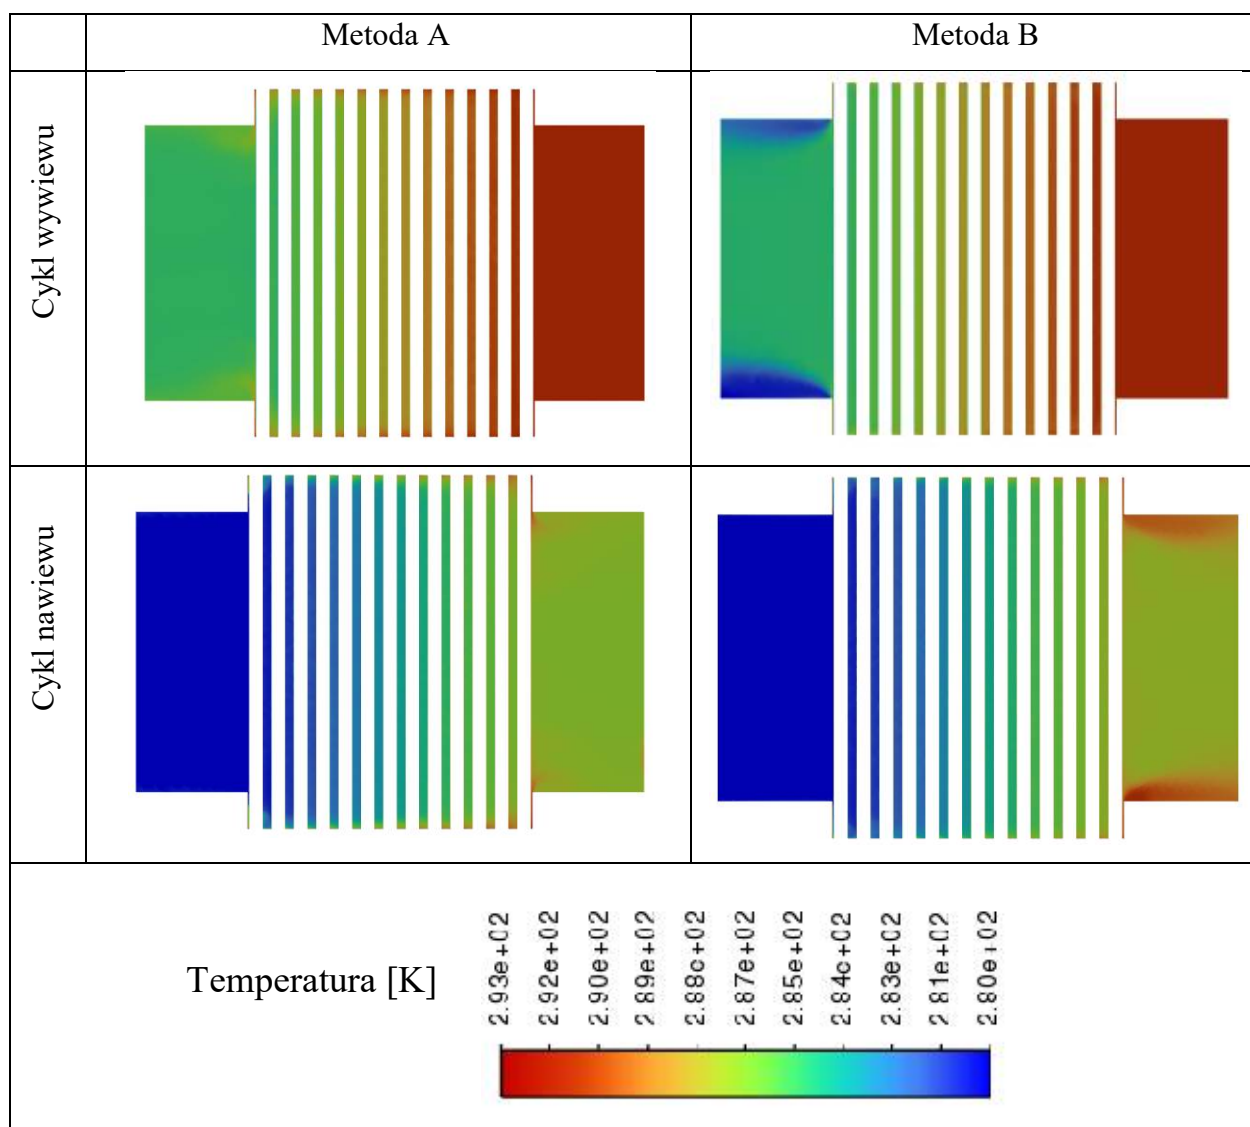 Metoda A
Metoda B
Cykl wywiewu
Cykl nawiewu
Temperatura [K]
2.93e+02
2.92e+02
2.90e+02
2.89e+02
2.88c+02
2.87e+02
2.85e+02
2.84c+02
2.83e+02
2.81e+02
2.80e+02